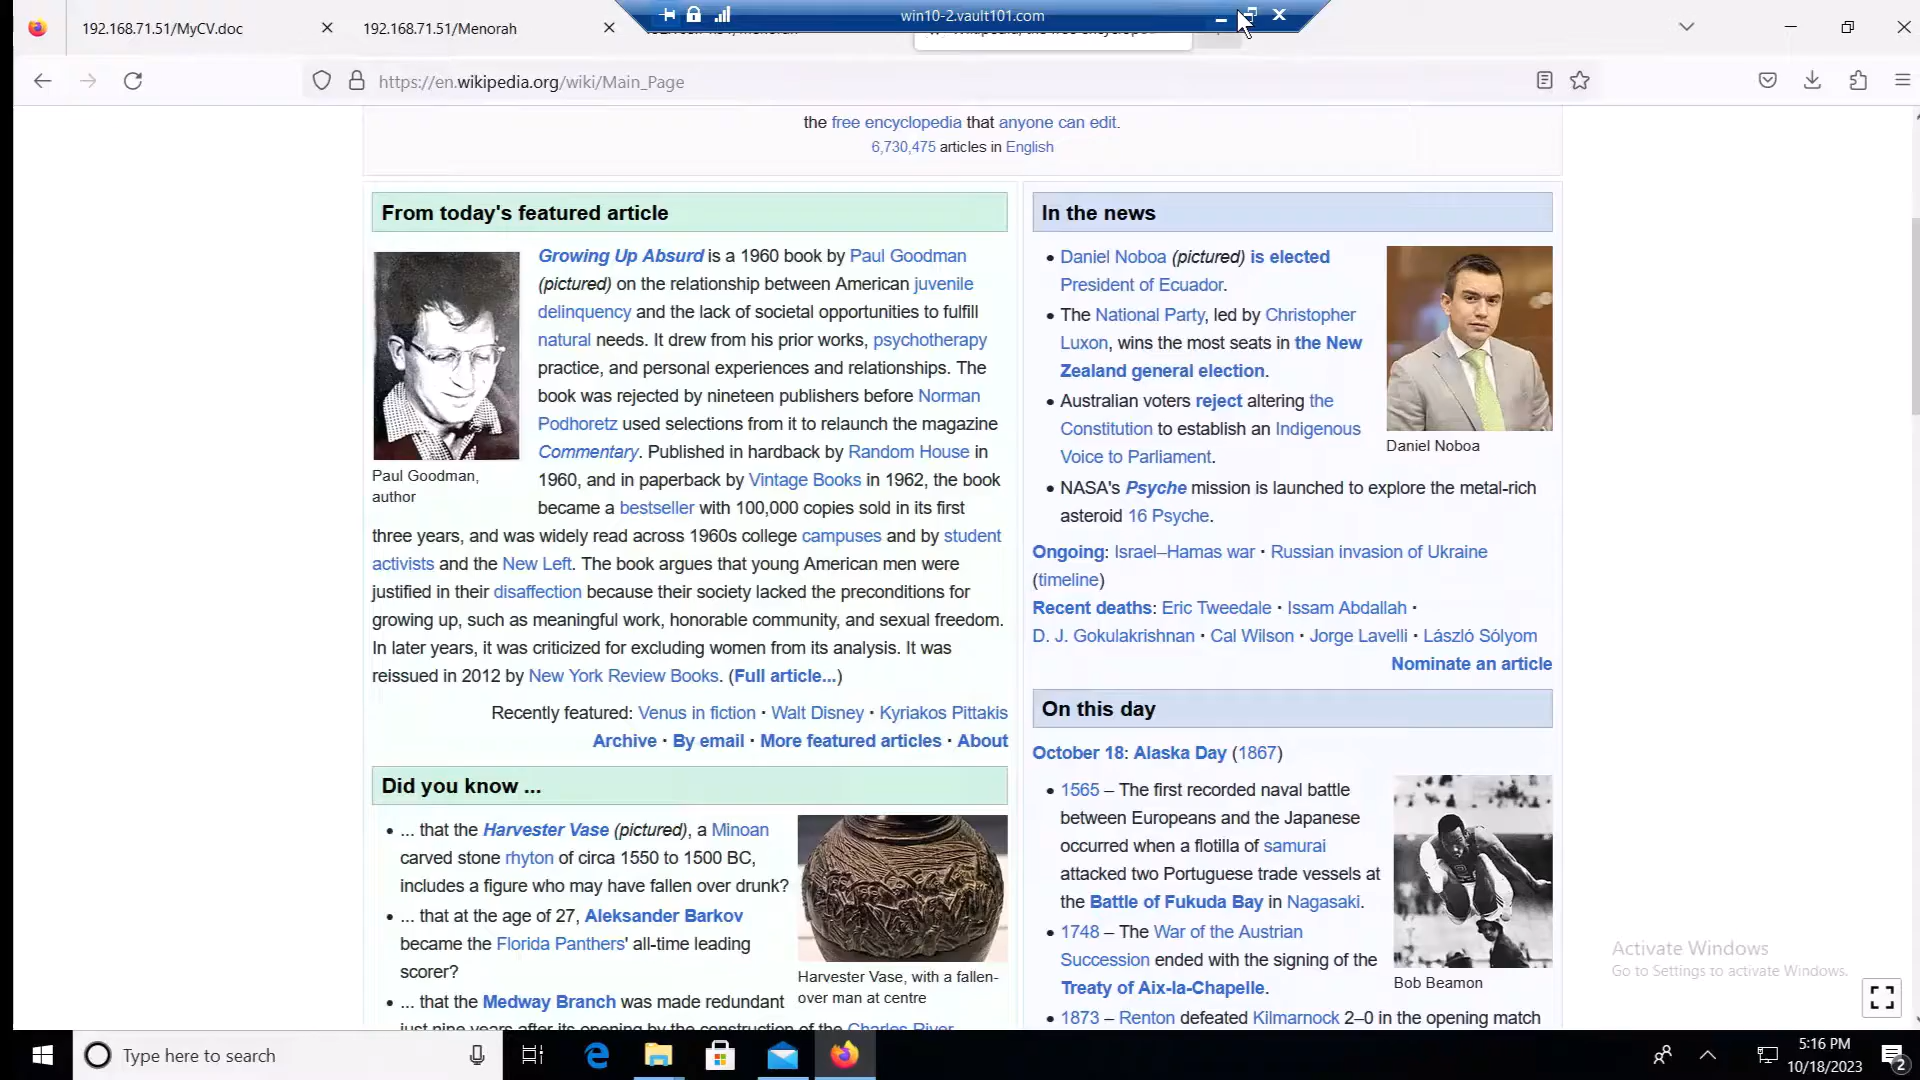 192.168.71.51/MyCV.doc
192.168.71.51/Menorah
win10-2.vault101.com
https://en.wikipedia.org/wiki/Main_Page
the free encyclopedia that anyone can edit.
6,730,475 articles in English
From today's featured article
Growing Up Absurd is a 1960 book by Paul Goodman
(pictured) on the relationship between American juvenile
delinquency and the lack of societal opportunities to fulfill
natural needs. It drew from his prior works, psychotherapy
practice, and personal experiences and relationships. The
book was rejected by nineteen publishers before Norman
Podhoretz used selections from it to relaunch the magazine
Commentary. Published in hardback by Random House in
1960, and in paperback by Vintage Books in 1962, the book
became a bestseller with 100,000 copies sold in its first
three years, and was widely read across 1960s college campuses and by student
activists and the New Left. The book argues that young American men were
justified in their disaffection because their society lacked the preconditions for
growing up, such as meaningful work, honorable community, and sexual freedom.
In later years, it was criticized for excluding women from its analysis. It was
reissued in 2012 by New York Review Books. (Full article...)
Paul Goodman,
author
Recently featured: Venus in fiction · Walt Disney · Kyriakos Pittakis
Archive · By email · More featured articles · About
Did you know ...
... that the Harvester Vase (pictured), a Minoan
carved stone rhyton of circa 1550 to 1500 BC,
includes a figure who may have fallen over drunk?
... that at the age of 27, Aleksander Barkov
became the Florida Panthers' all-time leading
scorer?
... that the Medway Branch was made redundant
just nine years after its opening by the construction of the Charles River
Harvester Vase, with a fallen-
over man at centre
In the news
Daniel Noboa (pictured) is elected
President of Ecuador.
The National Party, led by Christopher
Luxon, wins the most seats in the New
Zealand general election.
Australian voters reject altering the
Constitution to establish an Indigenous
Voice to Parliament.
NASA's Psyche mission is launched to explore the metal-rich
asteroid 16 Psyche.
Daniel Noboa
Ongoing: Israel–Hamas war · Russian invasion of Ukraine
(timeline)
Recent deaths: Eric Tweedale · Issam Abdallah ·
D. J. Gokulakrishnan · Cal Wilson · Jorge Lavelli · László Sólyom
Nominate an article
On this day
October 18: Alaska Day (1867)
1565 – The first recorded naval battle
between Europeans and the Japanese
occurred when a flotilla of samurai
attacked two Portuguese trade vessels at
the Battle of Fukuda Bay in Nagasaki.
1748 – The War of the Austrian
Succession ended with the signing of the
Treaty of Aix-la-Chapelle.
1873 – Renton defeated Kilmarnock 2–0 in the opening match
Bob Beamon
Activate Windows
Go to Settings to activate Windows.
Type here to search
5:16 PM
10/18/2023
2